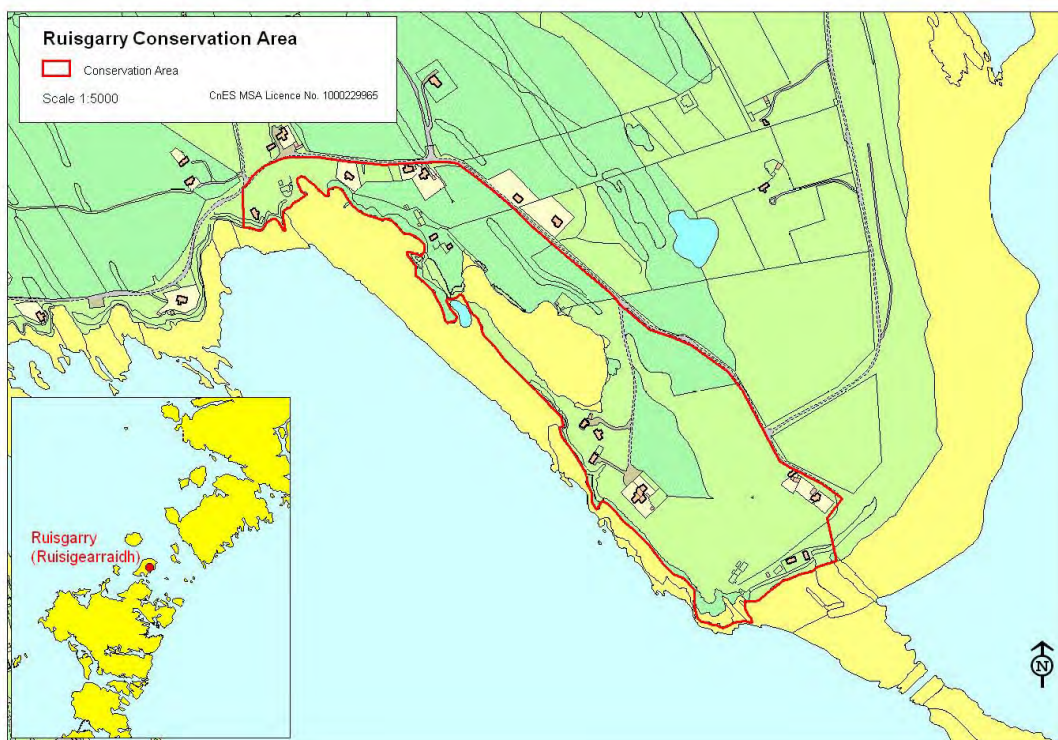 Ruisgarry Conservation Area
Conservation Area
Scale 1:5000 CnES MSA Licence No. 1000229965
Ruisgarry
(Ruisigearraidh)
N